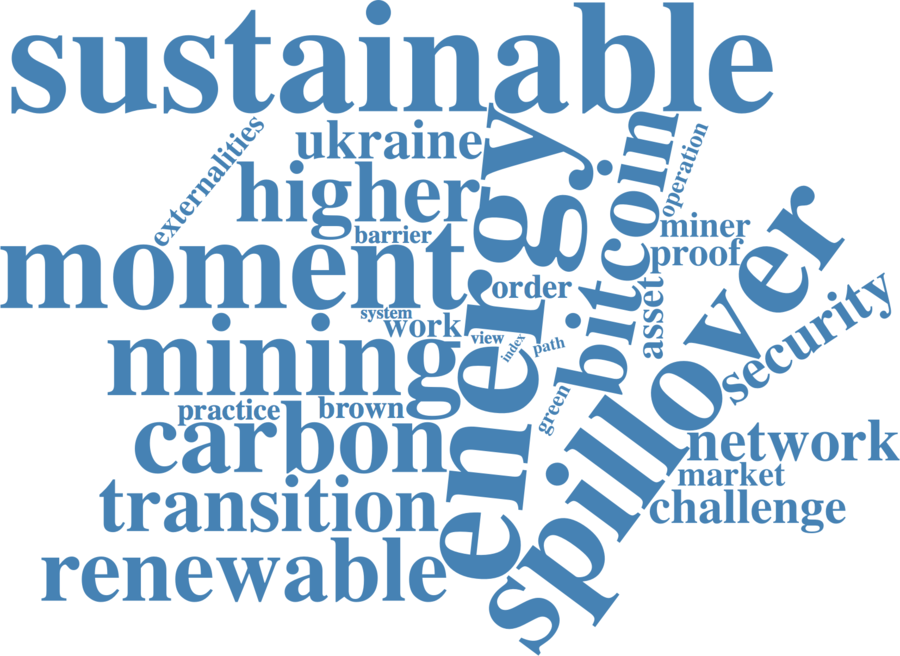 sustainable
externalities
ukraine
energy
bitcoin
operation
higher
miner
barrier
proof
moment
order
spillover
asset
system
work
view
index
path
security
mining
green
practice
brown
carbon
network
market
transition
challenge
renewable